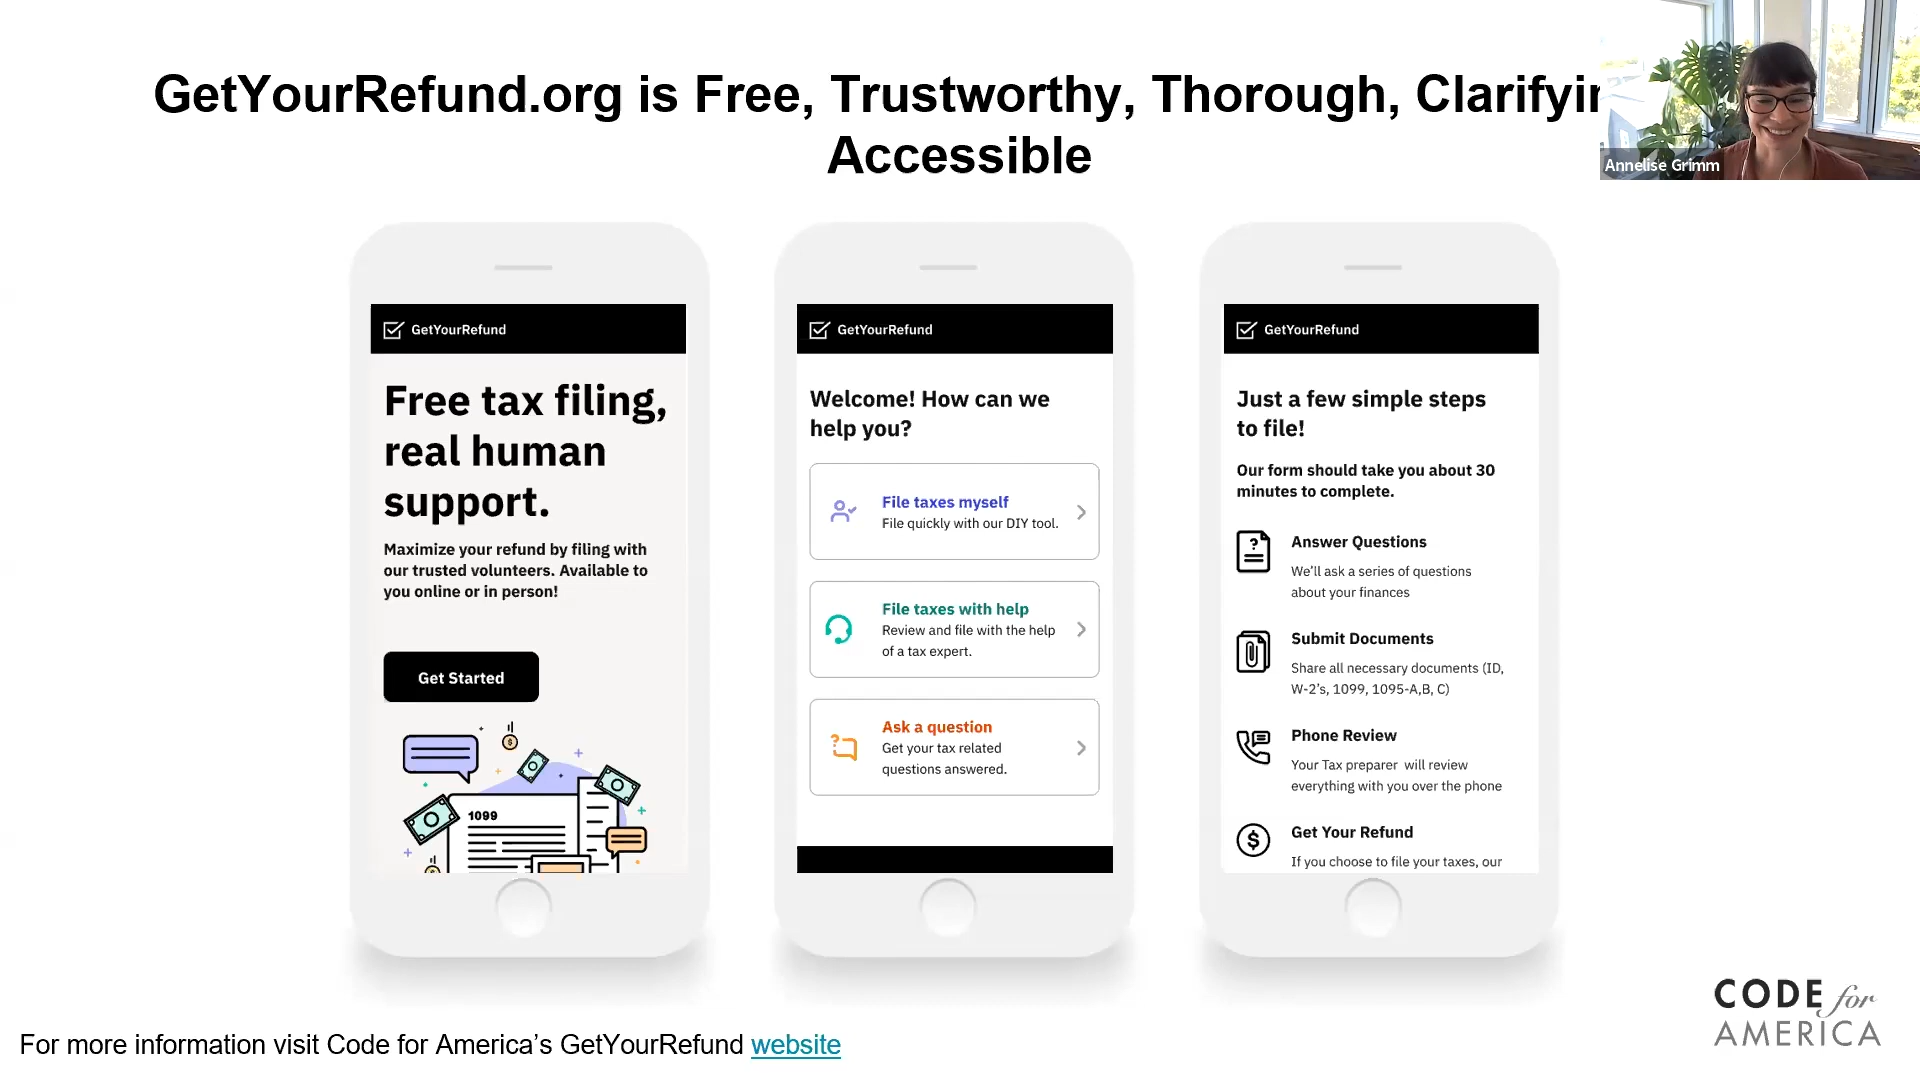 GetYourRefund.org is Free, Trustworthy, Thorough,
Accessible
Annelise Grimm
GetYourRefund
Free tax filing,
real human
support.
Maximize your refund by filing with
our trusted volunteers. Available to
you online or in person!
Get Started
1099
GetYourRefund
Welcome! How can we
help you?
File taxes myself
File quickly with our DIY tool.
File taxes with help
Review and file with the help
of a tax expert.
Ask a question
Get your tax related
questions answered.
GetYourRefund
Just a few simple steps
to file!
Our form should take you about 30
minutes to complete.
Answer Questions
We'll ask a series of questions
about your finances
Submit Documents
Share all necessary documents (ID,
W-2's, 1099, 1095-A,B, C)
Phone Review
Your Tax preparer will review
everything with you over the phone
Get Your Refund
If you choose to file your taxes, our
For more information visit Code for America's GetYourRefund website
CODE for
AMERICA